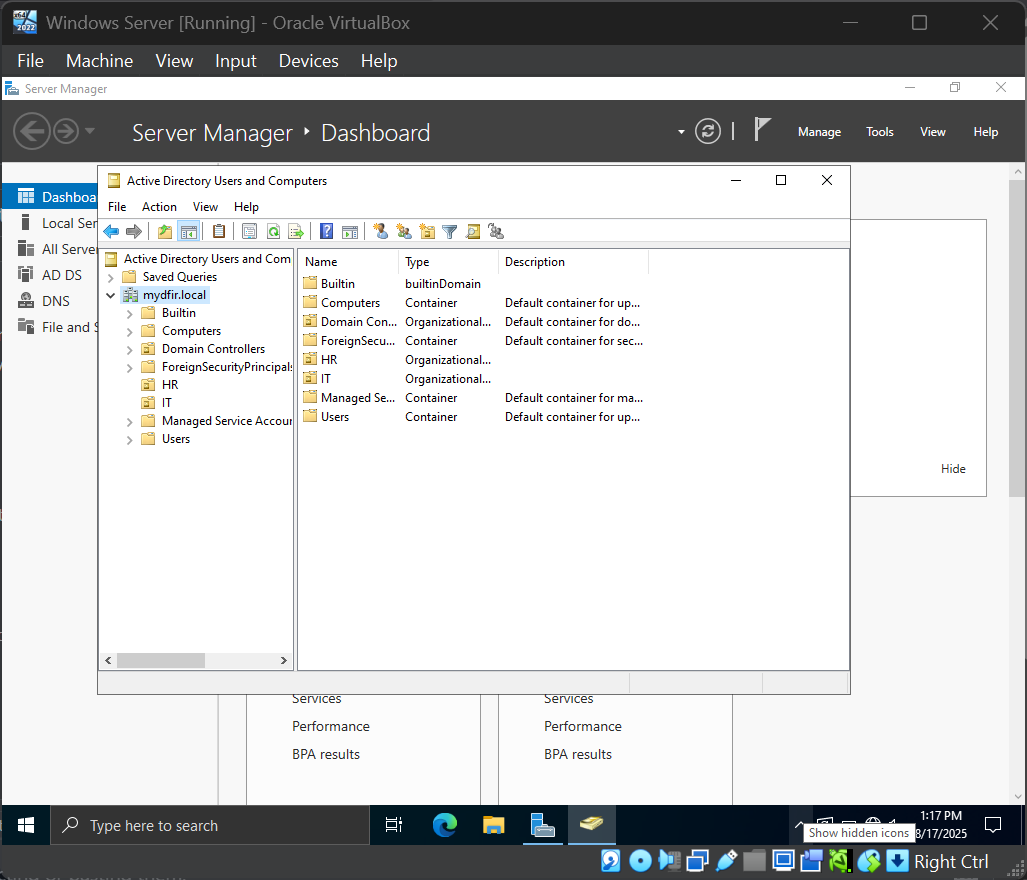 Windows Server [Running] - Oracle VirtualBox
File Machine View Input Devices Help
Server Manager
Server Manager Dashboard
Manage Tools View Help
Dashboa
Local Ser
All Server
AD DS
DNS
File and S
Active Directory Users and Computers
File Action View Help
Active Directory Users and Com
Saved Queries
mydfir.local
Builtin
Computers
Domain Controllers
ForeignSecurityPrincipals
HR
IT
Managed Service Accour
Users
Name Type Description
Builtin builtinDomain
Computers Container Default container for up...
Domain Con... Organizational... Default container for do...
ForeignSecu... Container Default container for sec...
HR Organizational...
IT Organizational...
Managed Se... Container Default container for ma...
Users Container Default container for up...
Hide
Services Services
Performance Performance
BPA results BPA results
Type here to search
1:17 PM
Show hidden icons
8/17/2025
Right Ctrl